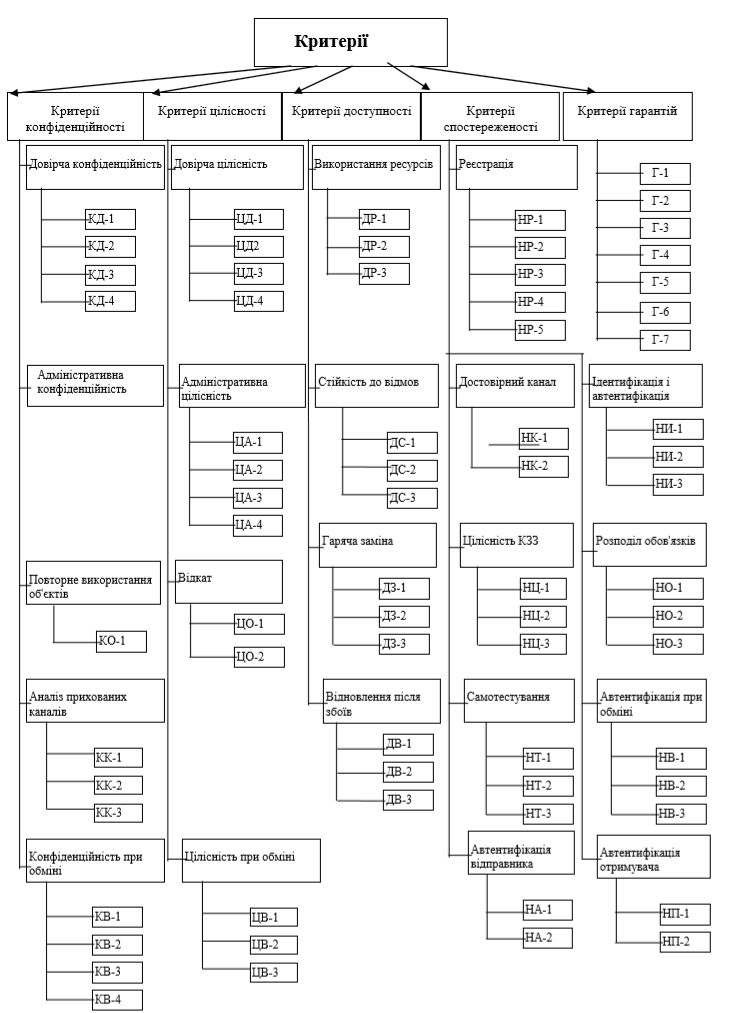 Критерії
Критерії
конфіденційності
Критерії цілісності
Критерії доступності
Критерії
спостереженості
Критерії гарантій
Довірча конфіденційність
КД-1
КД-2
КД-3
КД-4
Адміністративна
конфіденційність
Повторне використання
об'єктів
КО-1
Аналіз прихованих
каналів
КК-1
КК-2
КК-3
Конфіденційність при
обміні
КВ-1
КВ-2
КВ-3
КВ-4
Довірча цілісність
ЦД-1
ЦД2
ЦД-3
ЦД-4
Адміністративна
цілісність
ЦА-1
ЦА-2
ЦА-3
ЦА-4
Відкат
ЦО-1
ЦО-2
Цілісність при обміні
ЦВ-1
ЦВ-2
ЦВ-3
Використання ресурсів
ДР-1
ДР-2
ДР-3
Стійкість до відмов
ДС-1
ДС-2
ДС-3
Гаряча заміна
ДЗ-1
ДЗ-2
ДЗ-3
Відновлення після
збоїв
ДВ-1
ДВ-2
ДВ-3
Реєстрація
НР-1
НР-2
НР-3
НР-4
НР-5
Достовірний канал
НК-1
НК-2
Цілісність КЗЗ
НЦ-1
НЦ-2
НЦ-3
Самотестування
НТ-1
НТ-2
НТ-3
Автентифікація
відправника
НА-1
НА-2
Г-1
Г-2
Г-3
Г-4
Г-5
Г-6
Г-7
Ідентифікація і
автентифікація
НИ-1
НИ-2
НИ-3
Розподіл обов'язків
НО-1
НО-2
НО-3
Автентифікація при
обміні
НВ-1
НВ-2
НВ-3
Автентифікація
отримувача
НП-1
НП-2